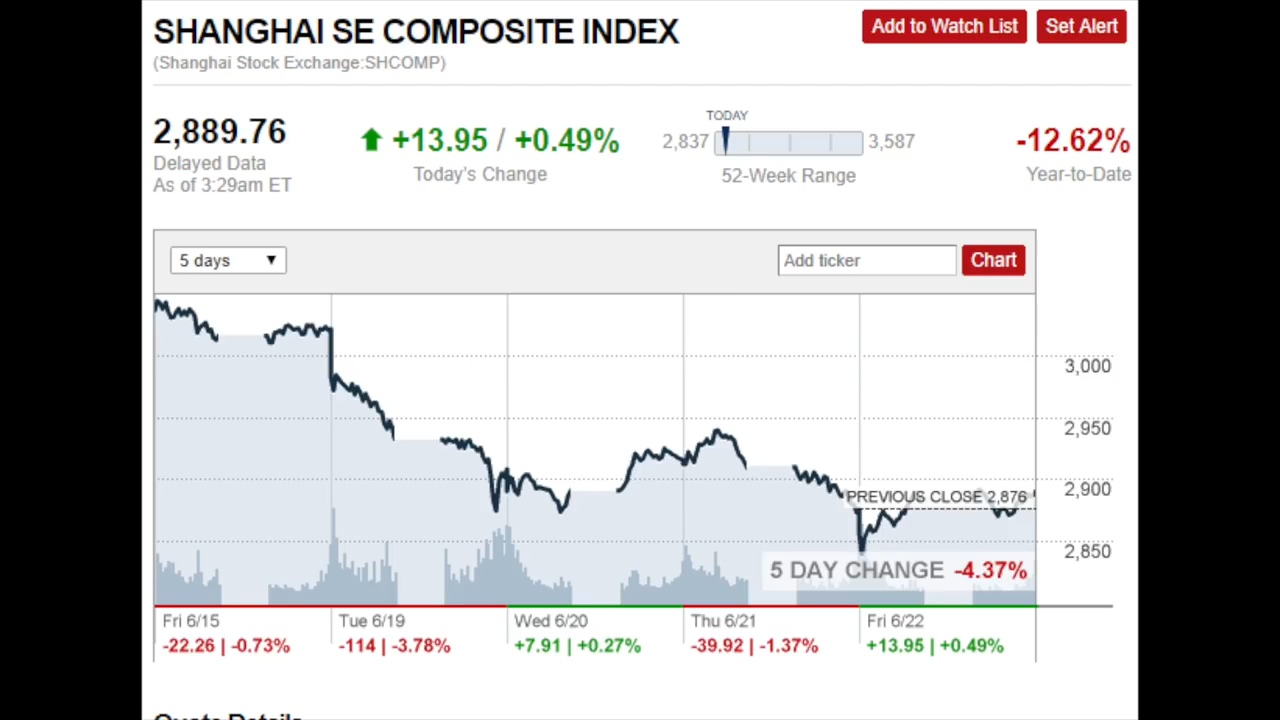 SHANGHAI SE COMPOSITE INDEX
Add to Watch List
Set Alert
(Shanghai Stock Exchange:SHCOMP)
2,889.76
Delayed Data
As of 3:29am ET
+13.95 / +0.49%
Today's Change
TODAY
2,837
3,587
52-Week Range
-12.62%
Year-to-Date
5 days
Add ticker
Chart
3,000
2,950
2,900
2,850
PREVIOUS CLOSE 2,876
5 DAY CHANGE -4.37%
Fri 6/15
-22.26 | -0.73%
Tue 6/19
-114 | -3.78%
Wed 6/20
+7.91 | +0.27%
Thu 6/21
-39.92 | -1.37%
Fri 6/22
+13.95 | +0.49%
Quote Details